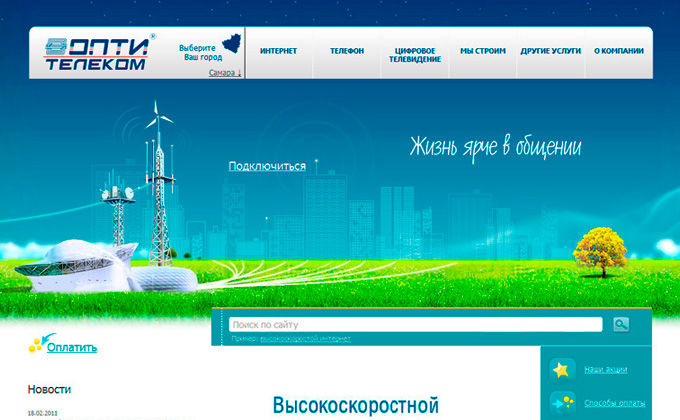 ОПТИ®
ТЕЛЕКОМ
Выберите
Ваш город
Самара ↓
ИНТЕРНЕТ
ТЕЛЕФОН
ЦИФРОВОЕ
ТЕЛЕВИДЕНИЕ
МЫ СТРОИМ
ДРУГИЕ УСЛУГИ
О КОМПАНИИ
Жизнь ярче в общении
Подключиться
Поиск по сайту
Пример: высокоскоростной интернет
Оплатить
Наши акции
Новости
Способы оплаты
18.02.2011
Высокоскоростной